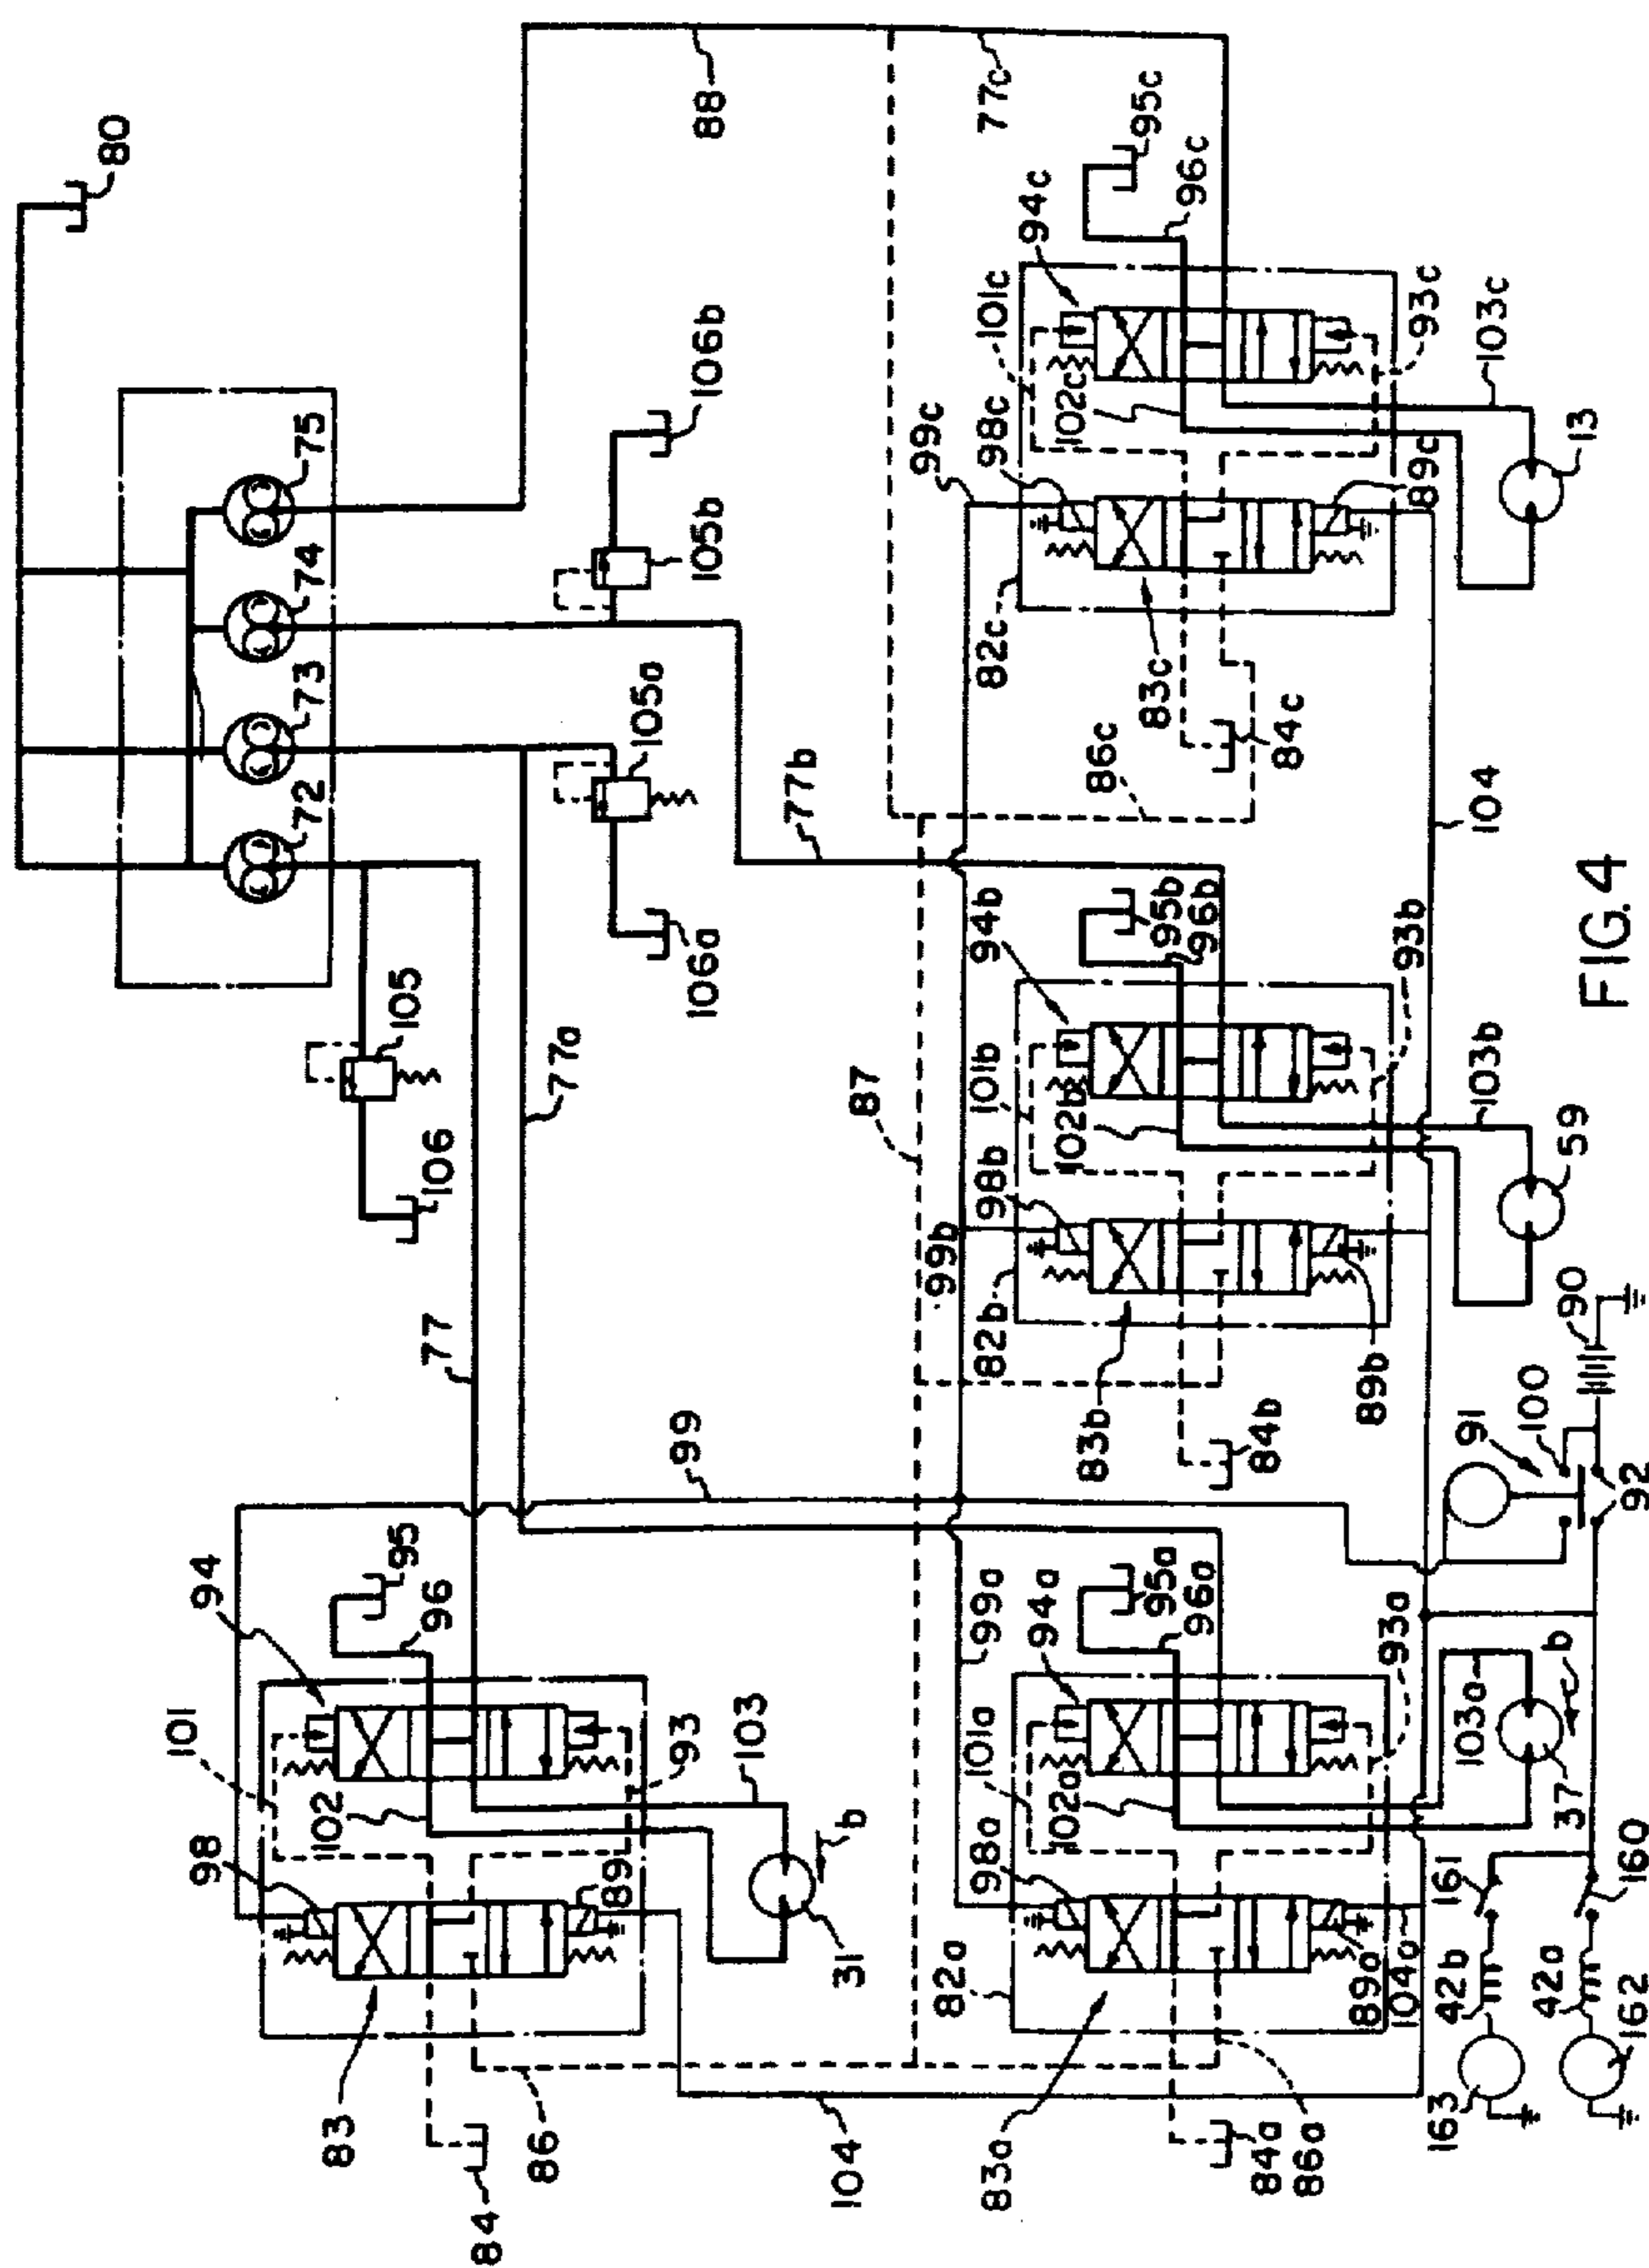 80
88
77c
75
74
73
72
106b
105b
105a
106a
105
106
77a
77
77b
87
86c
99
95c
96c
94c
101c
102c
98c
99c
82c
83c
84c
89c
93c
103c
13
104
95b
96b
94b
101b
102b
98b
99b
82b
83b
84b
89b
93b
103b
59
90
100
91
92
95
96
94
101
102
98
93
103
89
b
31
83
84
86
104
95a
96a
94a
99a
101a
102a
98a
82a
83a
84a
86a
89a
104a
93a
103a
37
b
161
160
42b
42a
163
162
FIG. 4